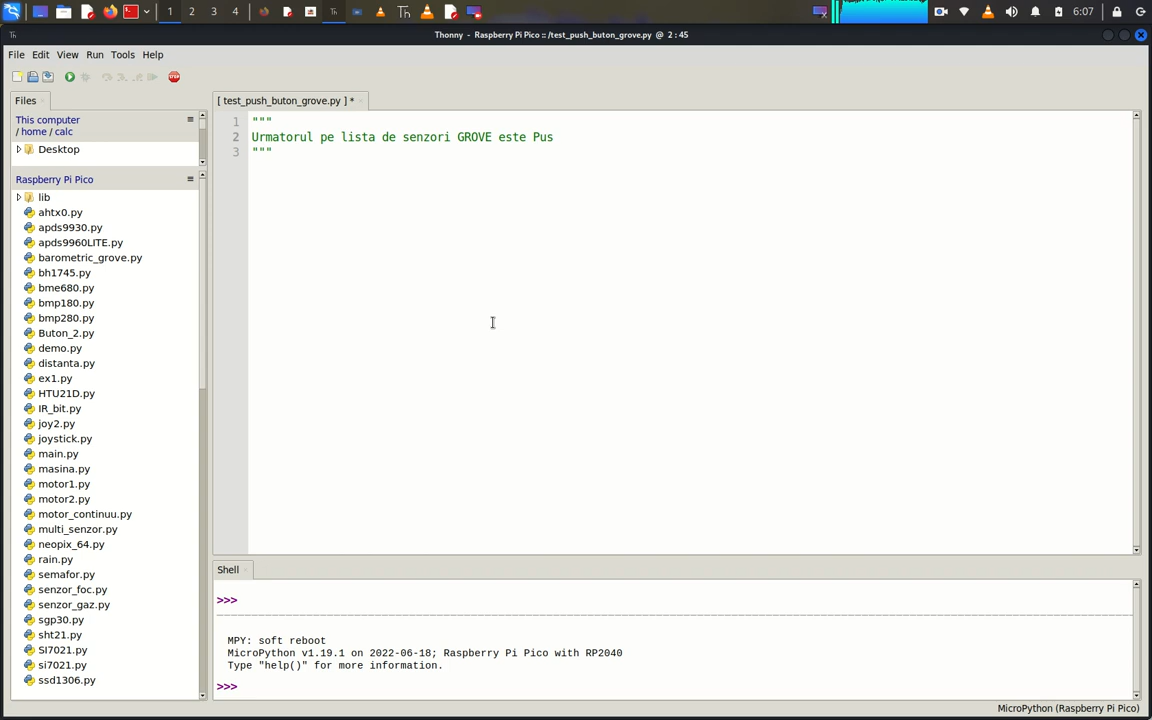 1
2
3
4
6:07
Thonny - Raspberry Pi Pico :: /test_push_buton_grove.py @ 2 : 45
File Edit View Run Tools Help
Files
This computer
/ home / calc
Desktop
Raspberry Pi Pico
lib
ahtx0.py
apds9930.py
apds9960LITE.py
barometric_grove.py
bh1745.py
bme680.py
bmp180.py
bmp280.py
Buton_2.py
demo.py
distanta.py
ex1.py
HTU21D.py
IR_bit.py
joy2.py
joystick.py
main.py
masina.py
motor1.py
motor2.py
motor_continuu.py
multi_senzor.py
neopix_64.py
rain.py
semafor.py
senzor_foc.py
senzor_gaz.py
sgp30.py
sht21.py
SI7021.py
si7021.py
ssd1306.py
[ test_push_buton_grove.py ] *
1 """
2 Urmatorul pe lista de senzori GROVE este Pus
3 """
Shell
>>>
MPY: soft reboot
MicroPython v1.19.1 on 2022-06-18; Raspberry Pi Pico with RP2040
Type "help()" for more information.
>>>
MicroPython (Raspberry Pi Pico)